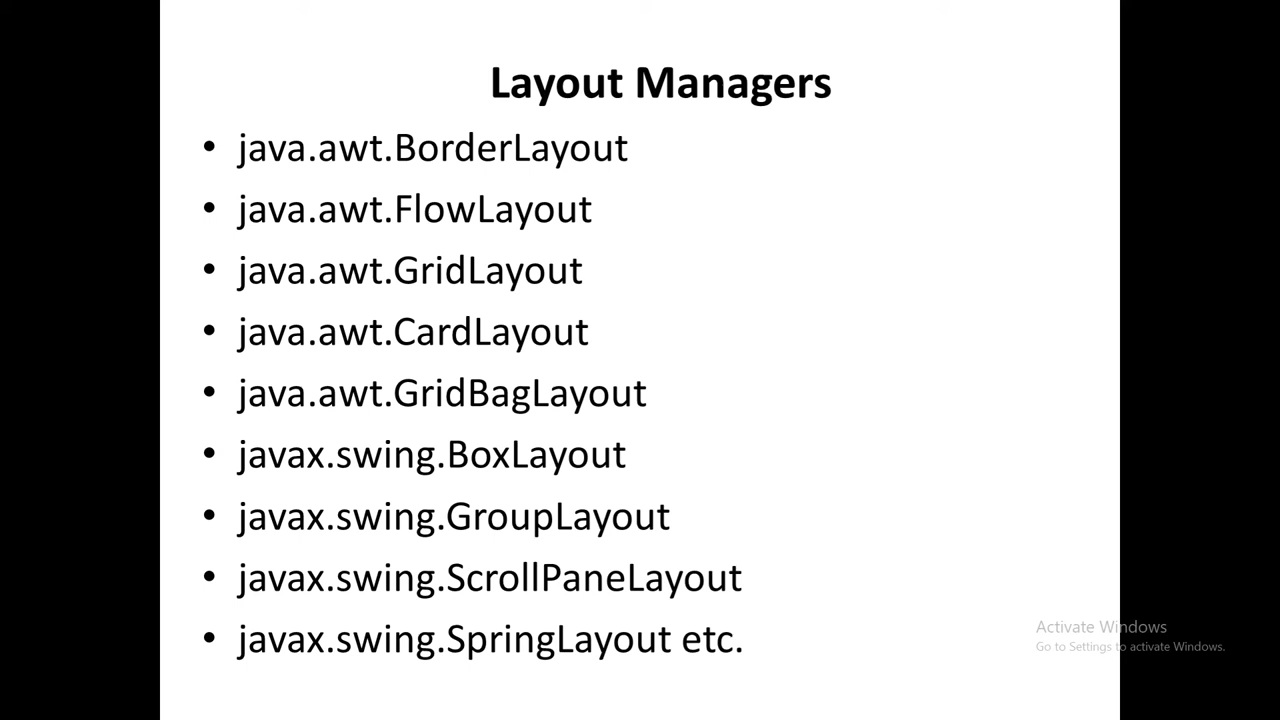 Layout Managers
• java.awt.BorderLayout
• java.awt.FlowLayout
• java.awt.GridLayout
• java.awt.CardLayout
• java.awt.GridBagLayout
• javax.swing.BoxLayout
• javax.swing.GroupLayout
• javax.swing.ScrollPaneLayout
• javax.swing.SpringLayout etc.
Activate Windows
Go to Settings to activate Windows.